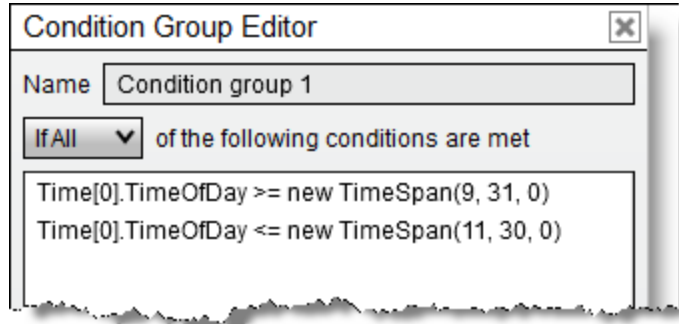 Condition Group Editor
Name Condition group 1
If All of the following conditions are met
Time[0].TimeOfDay >= new TimeSpan(9, 31, 0)
Time[0].TimeOfDay <= new TimeSpan(11, 30, 0)